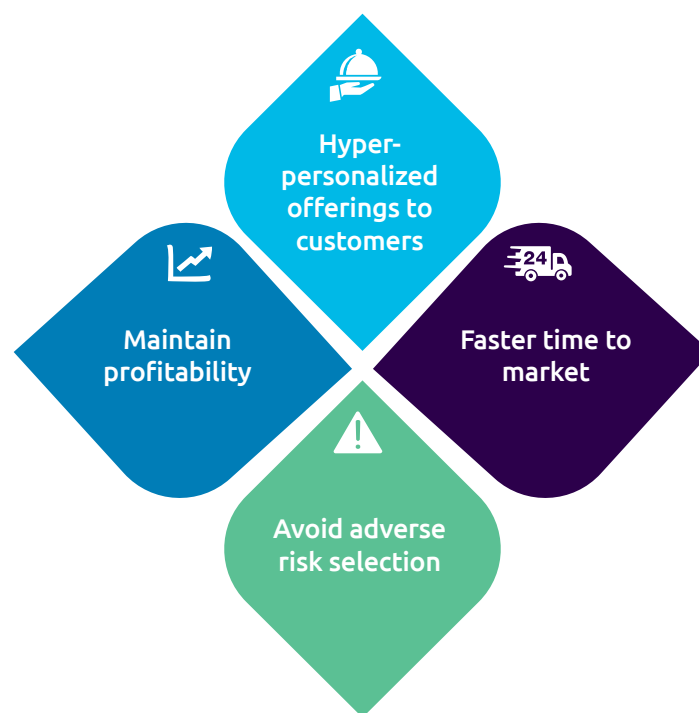 Hyper-
personalized
offerings to
customers
24
Maintain
profitability
Faster time to
market
Avoid adverse
risk selection